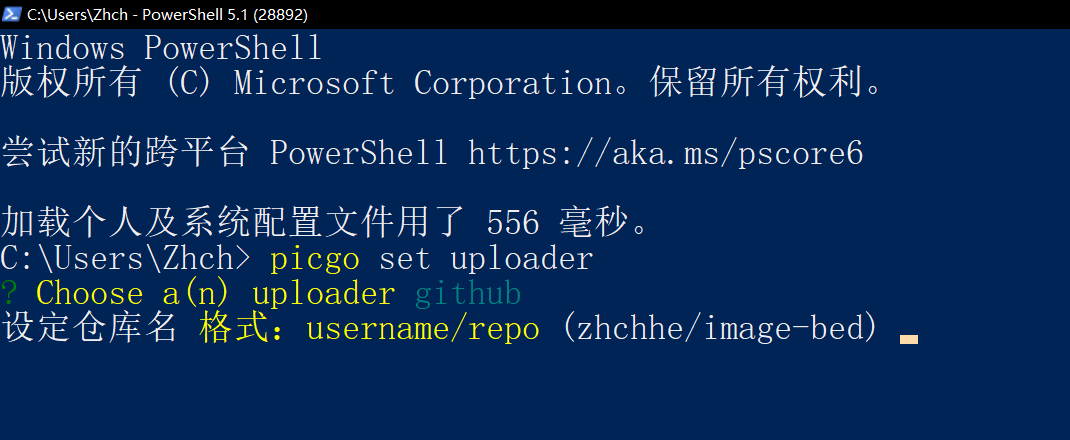 C:\Users\Zhch - PowerShell 5.1 (28892)
Windows PowerShell
版权所有 (C) Microsoft Corporation。保留所有权利。
尝试新的跨平台 PowerShell https://aka.ms/pscore6
加载个人及系统配置文件用了 556 毫秒。
C:\Users\Zhch> picgo set uploader
? Choose a(n) uploader github
设定仓库名 格式：username/repo (zhchhe/image-bed)